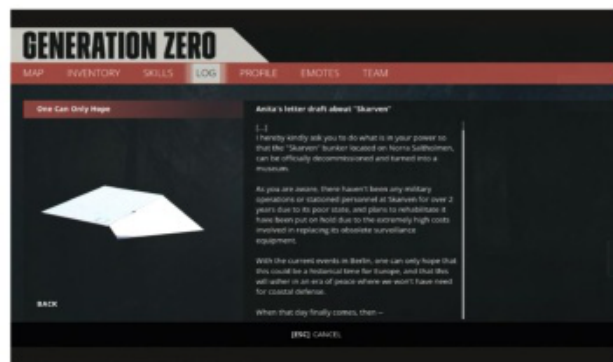 GENERATION ZERO
MAP INVENTORY SKILLS LOG PROFILE EMOTES TEAM
One Can Only Hope
Anita's letter draft about "Skarven"
[...]
I hereby kindly ask you to do what is in your power so
that the "Skarven" bunker located on Norra Saltholmen,
can be officially decommissioned and turned into a
museum.
As you are aware, there haven't been any military
operations or stationed personnel at Skarven for over 2
years due to its poor state, and plans to rehabilitate it
have been put on hold due to the extremely high costs
involved in replacing its obsolete surveillance
equipment.
With the current events in Berlin, one can only hope that
this could be a historical time for Europe, and that this
will usher in an era of peace where we won't have need
for coastal defense.
When that day finally comes, then --
BACK
[ESC] CANCEL